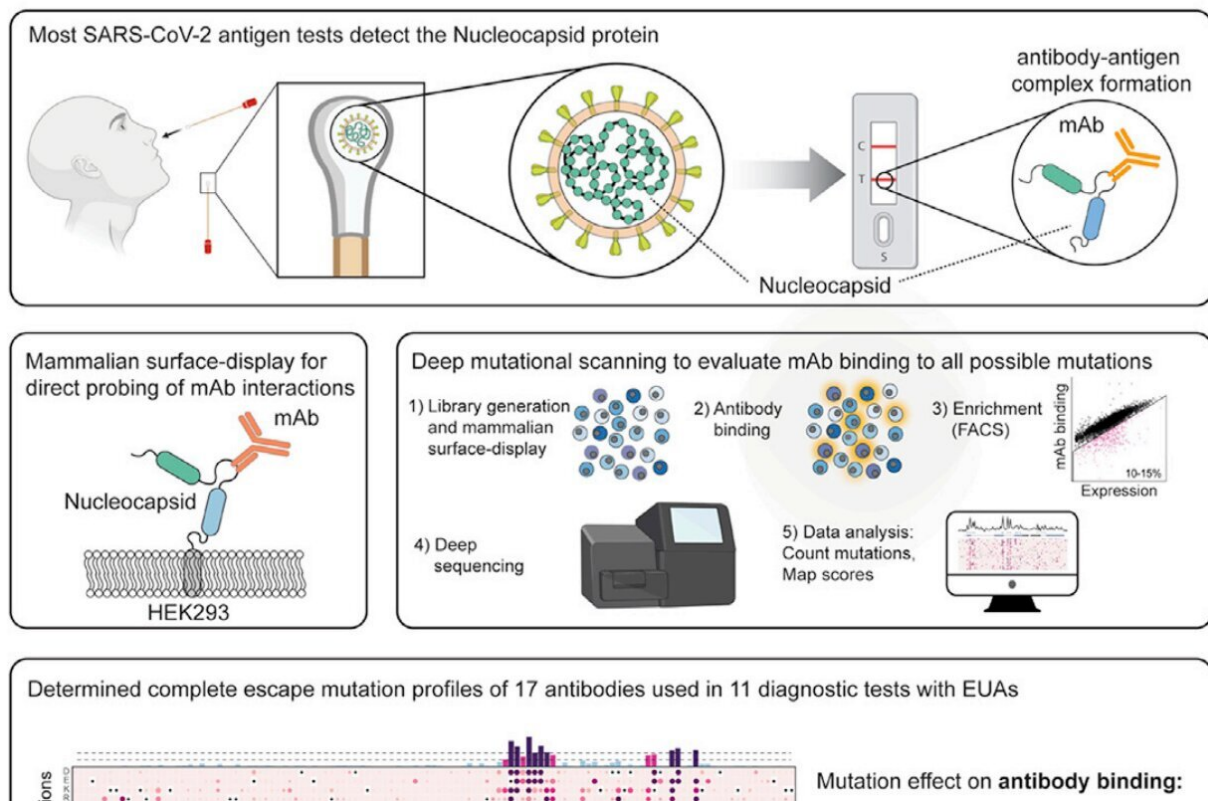 Most SARS-CoV-2 antigen tests detect the Nucleocapsid protein
antibody-antigen
complex formation
mAb
C
T
S
Nucleocapsid
Mammalian surface-display for
direct probing of mAb interactions
mAb
Nucleocapsid
HEK293
Deep mutational scanning to evaluate mAb binding to all possible mutations
1) Library generation
and mammalian
surface-display
2) Antibody
binding
3) Enrichment
(FACS)
mAb binding
10-15%
Expression
4) Deep
sequencing
5) Data analysis:
Count mutations,
Map scores
Determined complete escape mutation profiles of 17 antibodies used in 11 diagnostic tests with EUAs
D
E
K
R
Mutation effect on antibody binding: